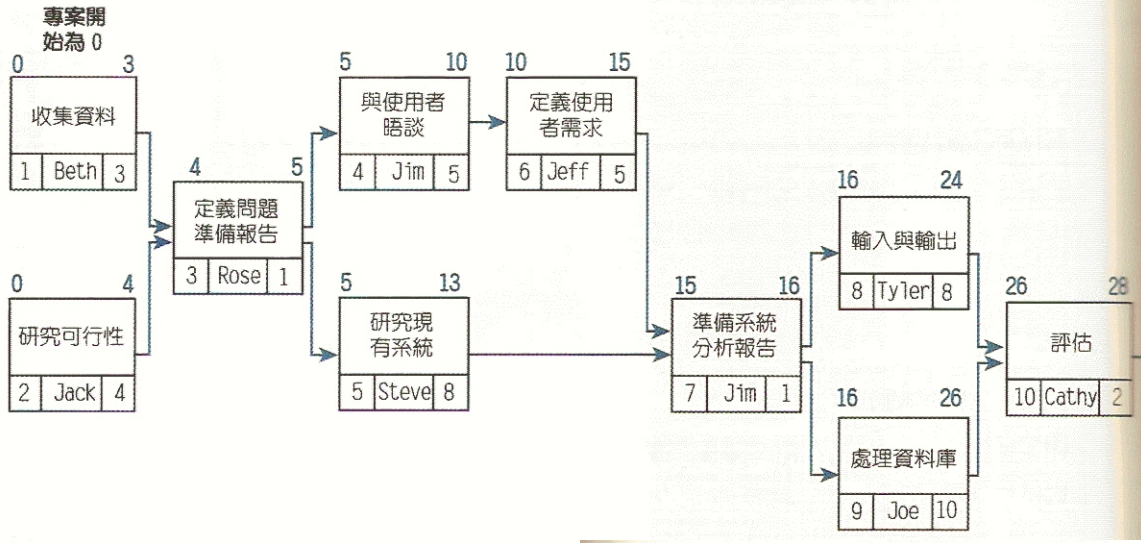 專案開
始為 0
0 3
收集資料
1 Beth 3
0 4
研究可行性
2 Jack 4
4 5
定義問題
準備報告
3 Rose 1
5 10
與使用者
晤談
4 Jim 5
5 13
研究現
有系統
5 Steve 8
10 15
定義使用
者需求
6 Jeff 5
15 16
準備系統
分析報告
7 Jim 1
16 24
輸入與輸出
8 Tyler 8
16 26
處理資料庫
9 Joe 10
26 28
評估
10 Cathy 2